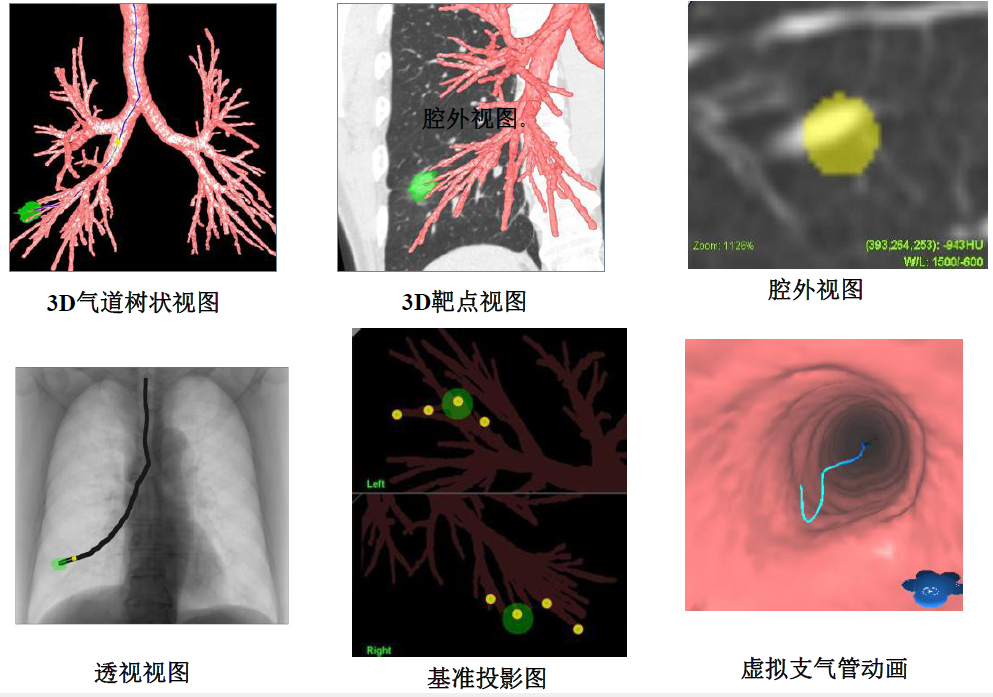 腔外视图。
Zoom: 1126%
(393,264,253): -943HU
W/L: 1500/-600
3D气道树状视图
3D靶点视图
腔外视图
Left
Right
透视视图
基准投影图
虚拟支气管动画